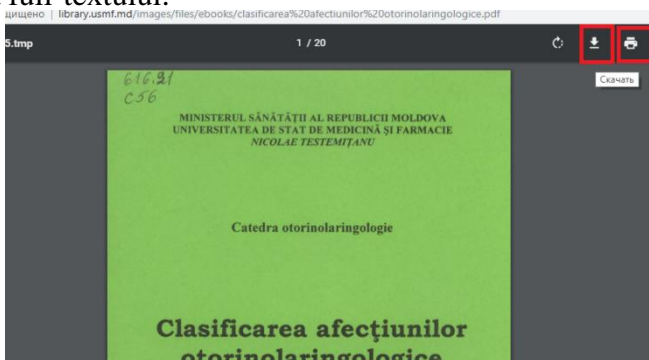 full-textului.
library.usmf.md/images/files/ebooks/clasificarea%20afectiunilor%20otorinolaringologice.pdf
5.tmp
1 / 20
Скачать
616.21
C56
MINISTERUL SĂNĂTĂŢII AL REPUBLICII MOLDOVA
UNIVERSITATEA DE STAT DE MEDICINĂ ŞI FARMACIE
NICOLAE TESTEMIŢANU
Catedra otorinolaringologie
Clasificarea afecţiunilor
otorinolaringologice